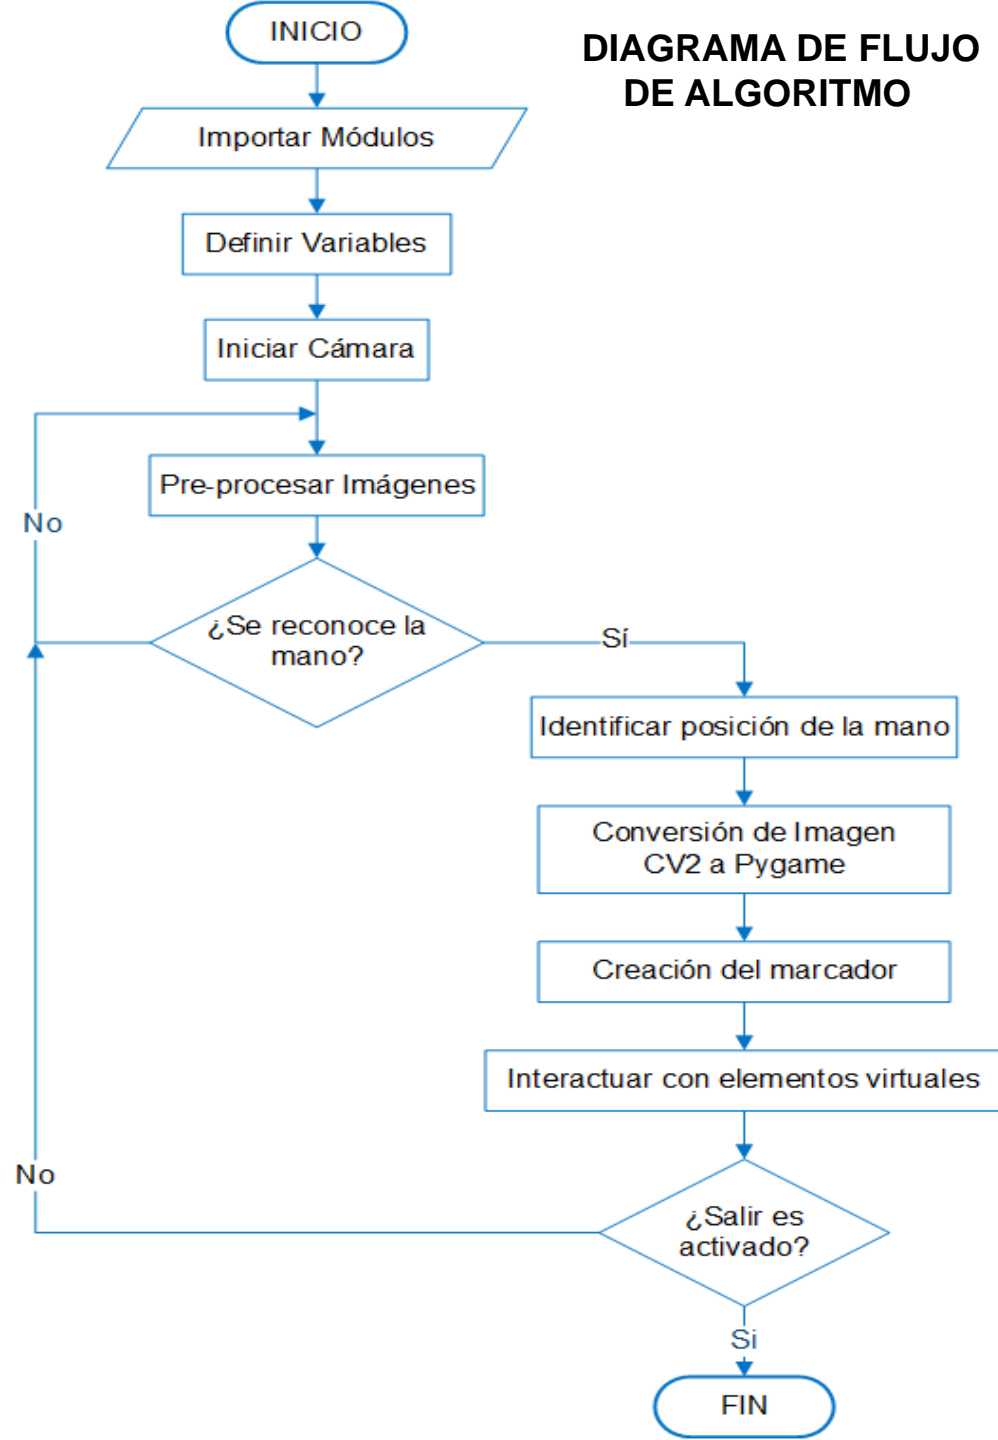 INICIO
DIAGRAMA DE FLUJO
DE ALGORITMO
Importar Módulos
Definir Variables
Iniciar Cámara
Pre-procesar Imágenes
No
¿Se reconoce la
mano?
Sí
Identificar posición de la mano
Conversión de Imagen
CV2 a Pygame
Creación del marcador
Interactuar con elementos virtuales
No
¿Salir es
activado?
Si
FIN